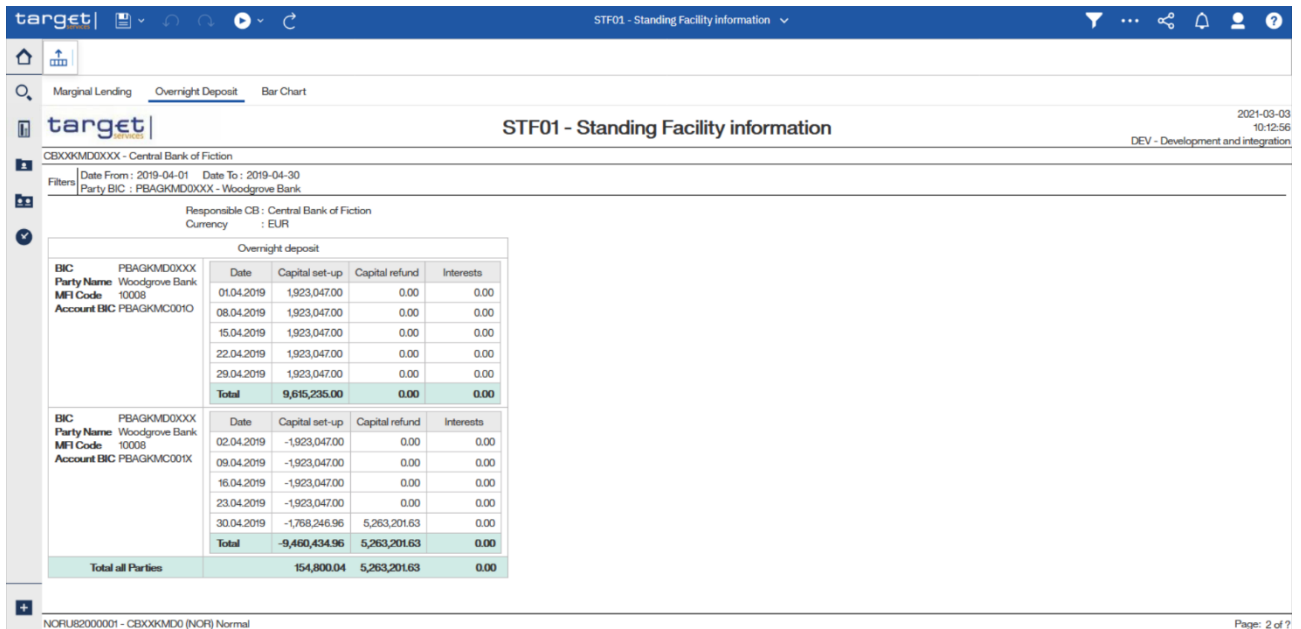 target| services STF01 - Standing Facility information
Marginal Lending Overnight Deposit Bar Chart
target| services
STF01 - Standing Facility information
2021-03-03
10:12:56
DEV - Development and integration
CBXXKMD0XXX - Central Bank of Fiction
Filters
Date From : 2019-04-01 Date To : 2019-04-30
Party BIC : PBAGKMD0XXX - Woodgrove Bank
Responsible CB : Central Bank of Fiction
Currency : EUR
Overnight deposit
BIC PBAGKMD0XXX
Party Name Woodgrove Bank
MFI Code 10008
Account BIC PBAGKMC001O
Date Capital set-up Capital refund Interests
01.04.2019 1,923,047.00 0.00 0.00
08.04.2019 1,923,047.00 0.00 0.00
15.04.2019 1,923,047.00 0.00 0.00
22.04.2019 1,923,047.00 0.00 0.00
29.04.2019 1,923,047.00 0.00 0.00
Total 9,615,235.00 0.00 0.00
BIC PBAGKMD0XXX
Party Name Woodgrove Bank
MFI Code 10008
Account BIC PBAGKMC001X
Date Capital set-up Capital refund Interests
02.04.2019 -1,923,047.00 0.00 0.00
09.04.2019 -1,923,047.00 0.00 0.00
16.04.2019 -1,923,047.00 0.00 0.00
23.04.2019 -1,923,047.00 0.00 0.00
30.04.2019 -1,768,246.96 5,263,201.63 0.00
Total -9,460,434.96 5,263,201.63 0.00
Total all Parties 154,800.04 5,263,201.63 0.00
NORU82000001 - CBXXKMD0 (NOR) Normal
Page: 2 of ?